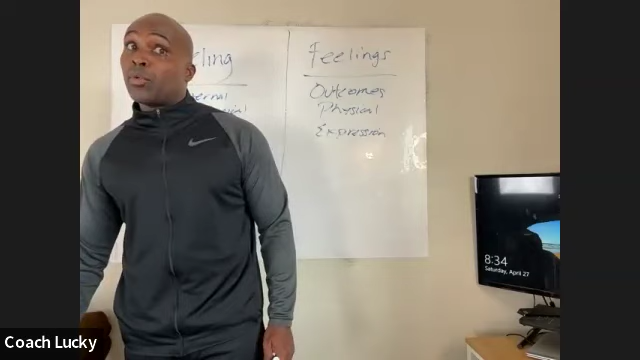 Feelings
Outcomes
Physical
Expression
8:34
Saturday, April 27
Coach Lucky